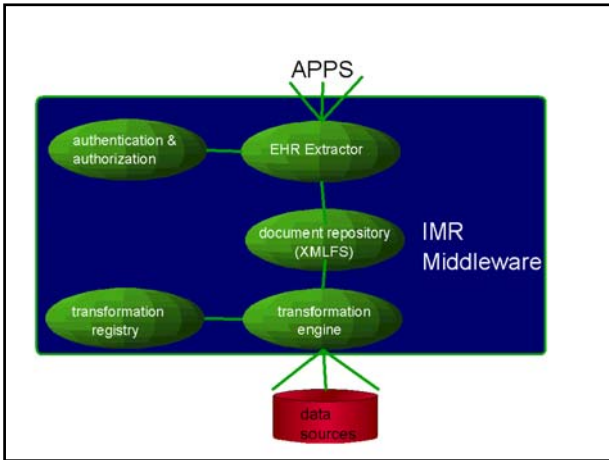 APPS
authentication &
authorization
EHR Extractor
document repository
(XMLFS)
IMR
Middleware
transformation
registry
transformation
engine
data
sources